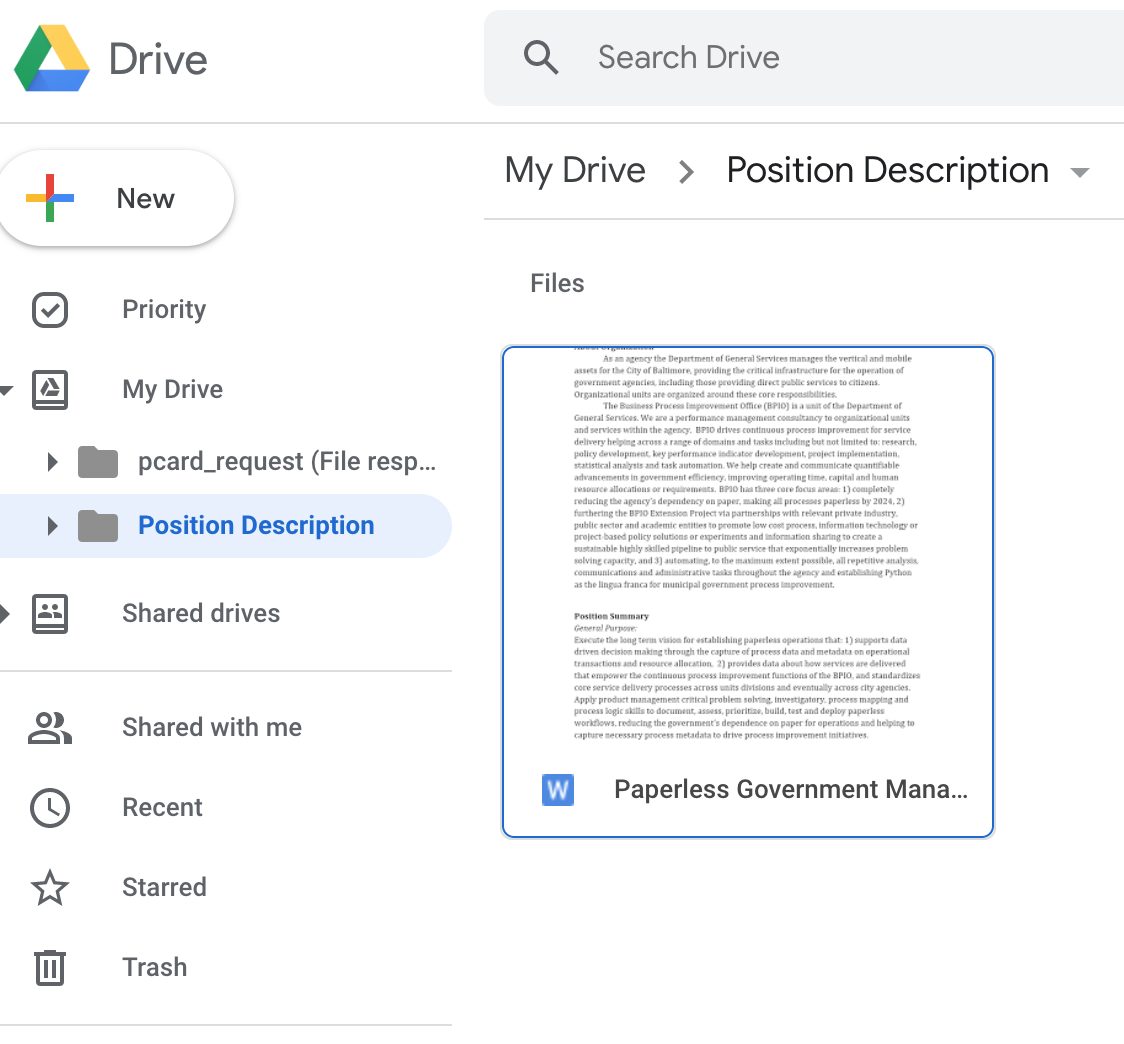 Drive
Search Drive
New
My Drive
Position Description
Priority
My Drive
pcard_request (File resp...
Position Description
Shared drives
Shared with me
Recent
Starred
Trash
Files
As an agency the Department of General Services manages the vertical and mobile
assets for the City of Baltimore, providing the critical infrastructure for the operation of
government agencies, including those providing direct public services to citizens.
Organizational units are organized around these core responsibilities.
The Business Process Improvement Office (BPIO) is a unit of the Department of
General Services. We are a performance management consultancy to organizational units
and services within the agency. BPIO drives continuous process improvement for service
delivery helping across a range of domains and tasks including but not limited to: research,
policy development, key performance indicator development, project implementation,
statistical analysis and task automation. We help create and communicate quantifiable
advancements in government efficiency, improving operating time, capital and human
resource allocations or requirements. BPIO has three core focus areas: 1) completely
reducing the agency's dependency on paper, making all processes paperless by 2024, 2)
furthering the BPIO Extension Project via partnerships with relevant private industry,
public sector and academic entities to promote low cost process, information technology or
project-based policy solutions or experiments and information sharing to create a
sustainable highly skilled pipeline to public service that exponentially increases problem
solving capacity, and 3) automating, to the maximum extent possible, all repetitive analysis,
communications and administrative tasks throughout the agency and establishing Python
as the lingua franca for municipal government process improvement.
Position Summary
General Purpose:
Execute the long term vision for establishing paperless operations that: 1) supports data
driven decision making through the capture of process data and metadata on operational
transactions and resource allocation, 2) provides data about how services are delivered
that empower the continuous process improvement functions of the BPIO, and standardizes
core service delivery processes across units divisions and eventually across city agencies.
Apply product management critical problem solving, investigatory, process mapping and
process logic skills to document, assess, prioritize, build, test and deploy paperless
workflows, reducing the government's dependence on paper for operations and helping to
capture necessary process metadata to drive process improvement initiatives.
W
Paperless Government Mana...